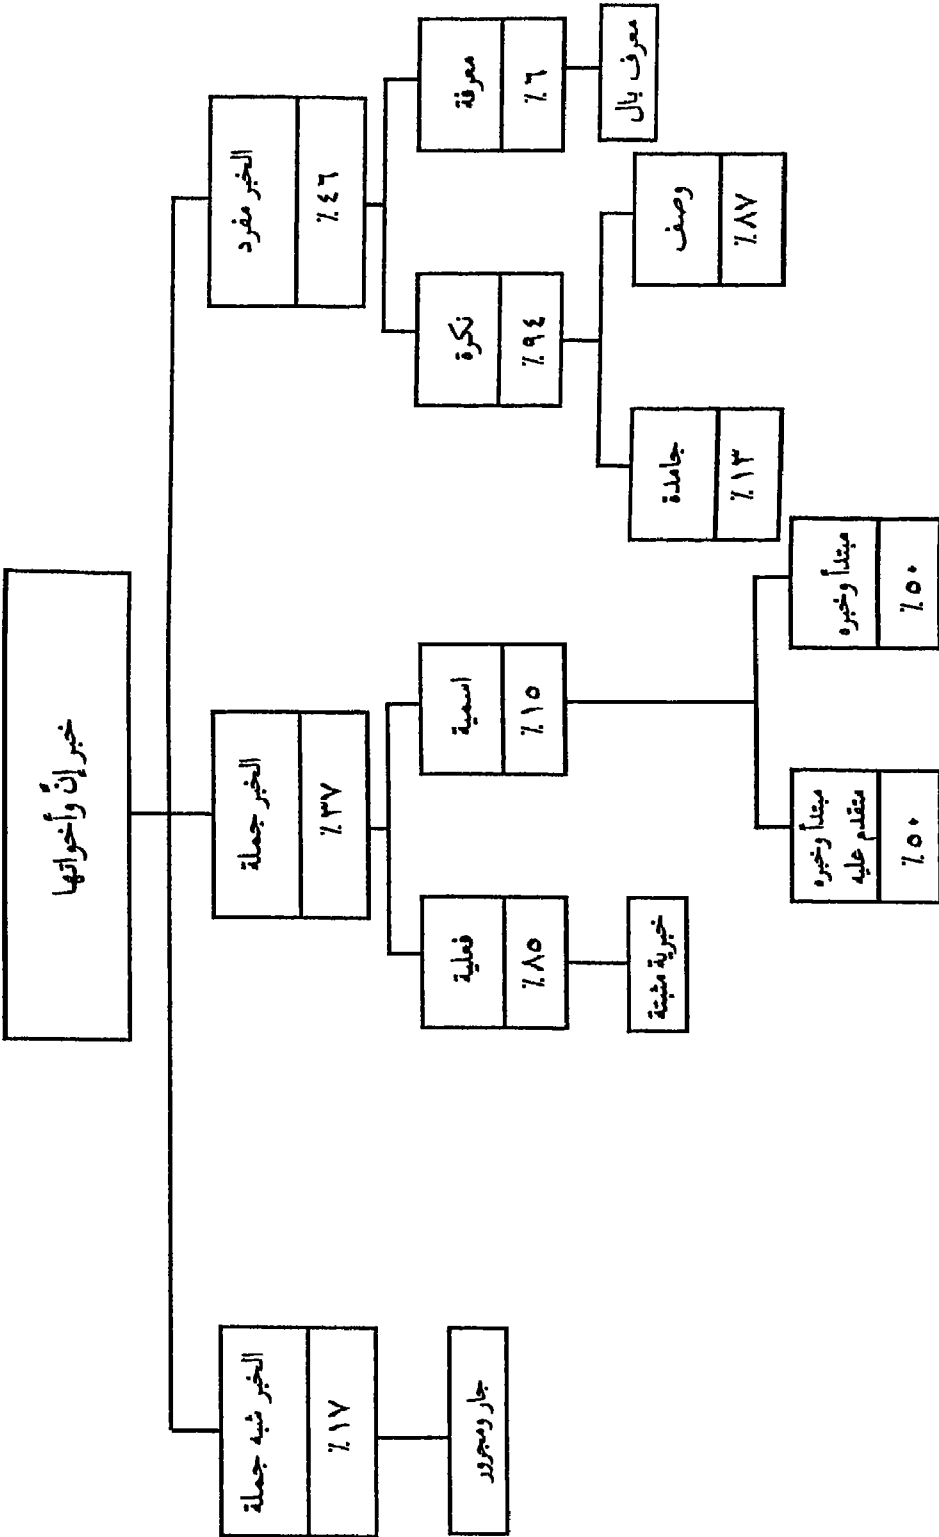 خبر إنّ وأخواتها
الخبر مفرد
٪٤٦
الخبر جملة
٪٣٧
الخبر شبه جملة
٪١٧
معرفة
٪٦
نكرة
٪٩٤
اسمية
٪١٥
فعلية
٪٨٥
جار ومجرور
معرف بال
وصف
٪٨٧
جامدة
٪١٣
خبرية مثبتة
مبتدأ وخبره
٪٥٠
مبتدأ وخبره
متقدم عليه
٪٥٠